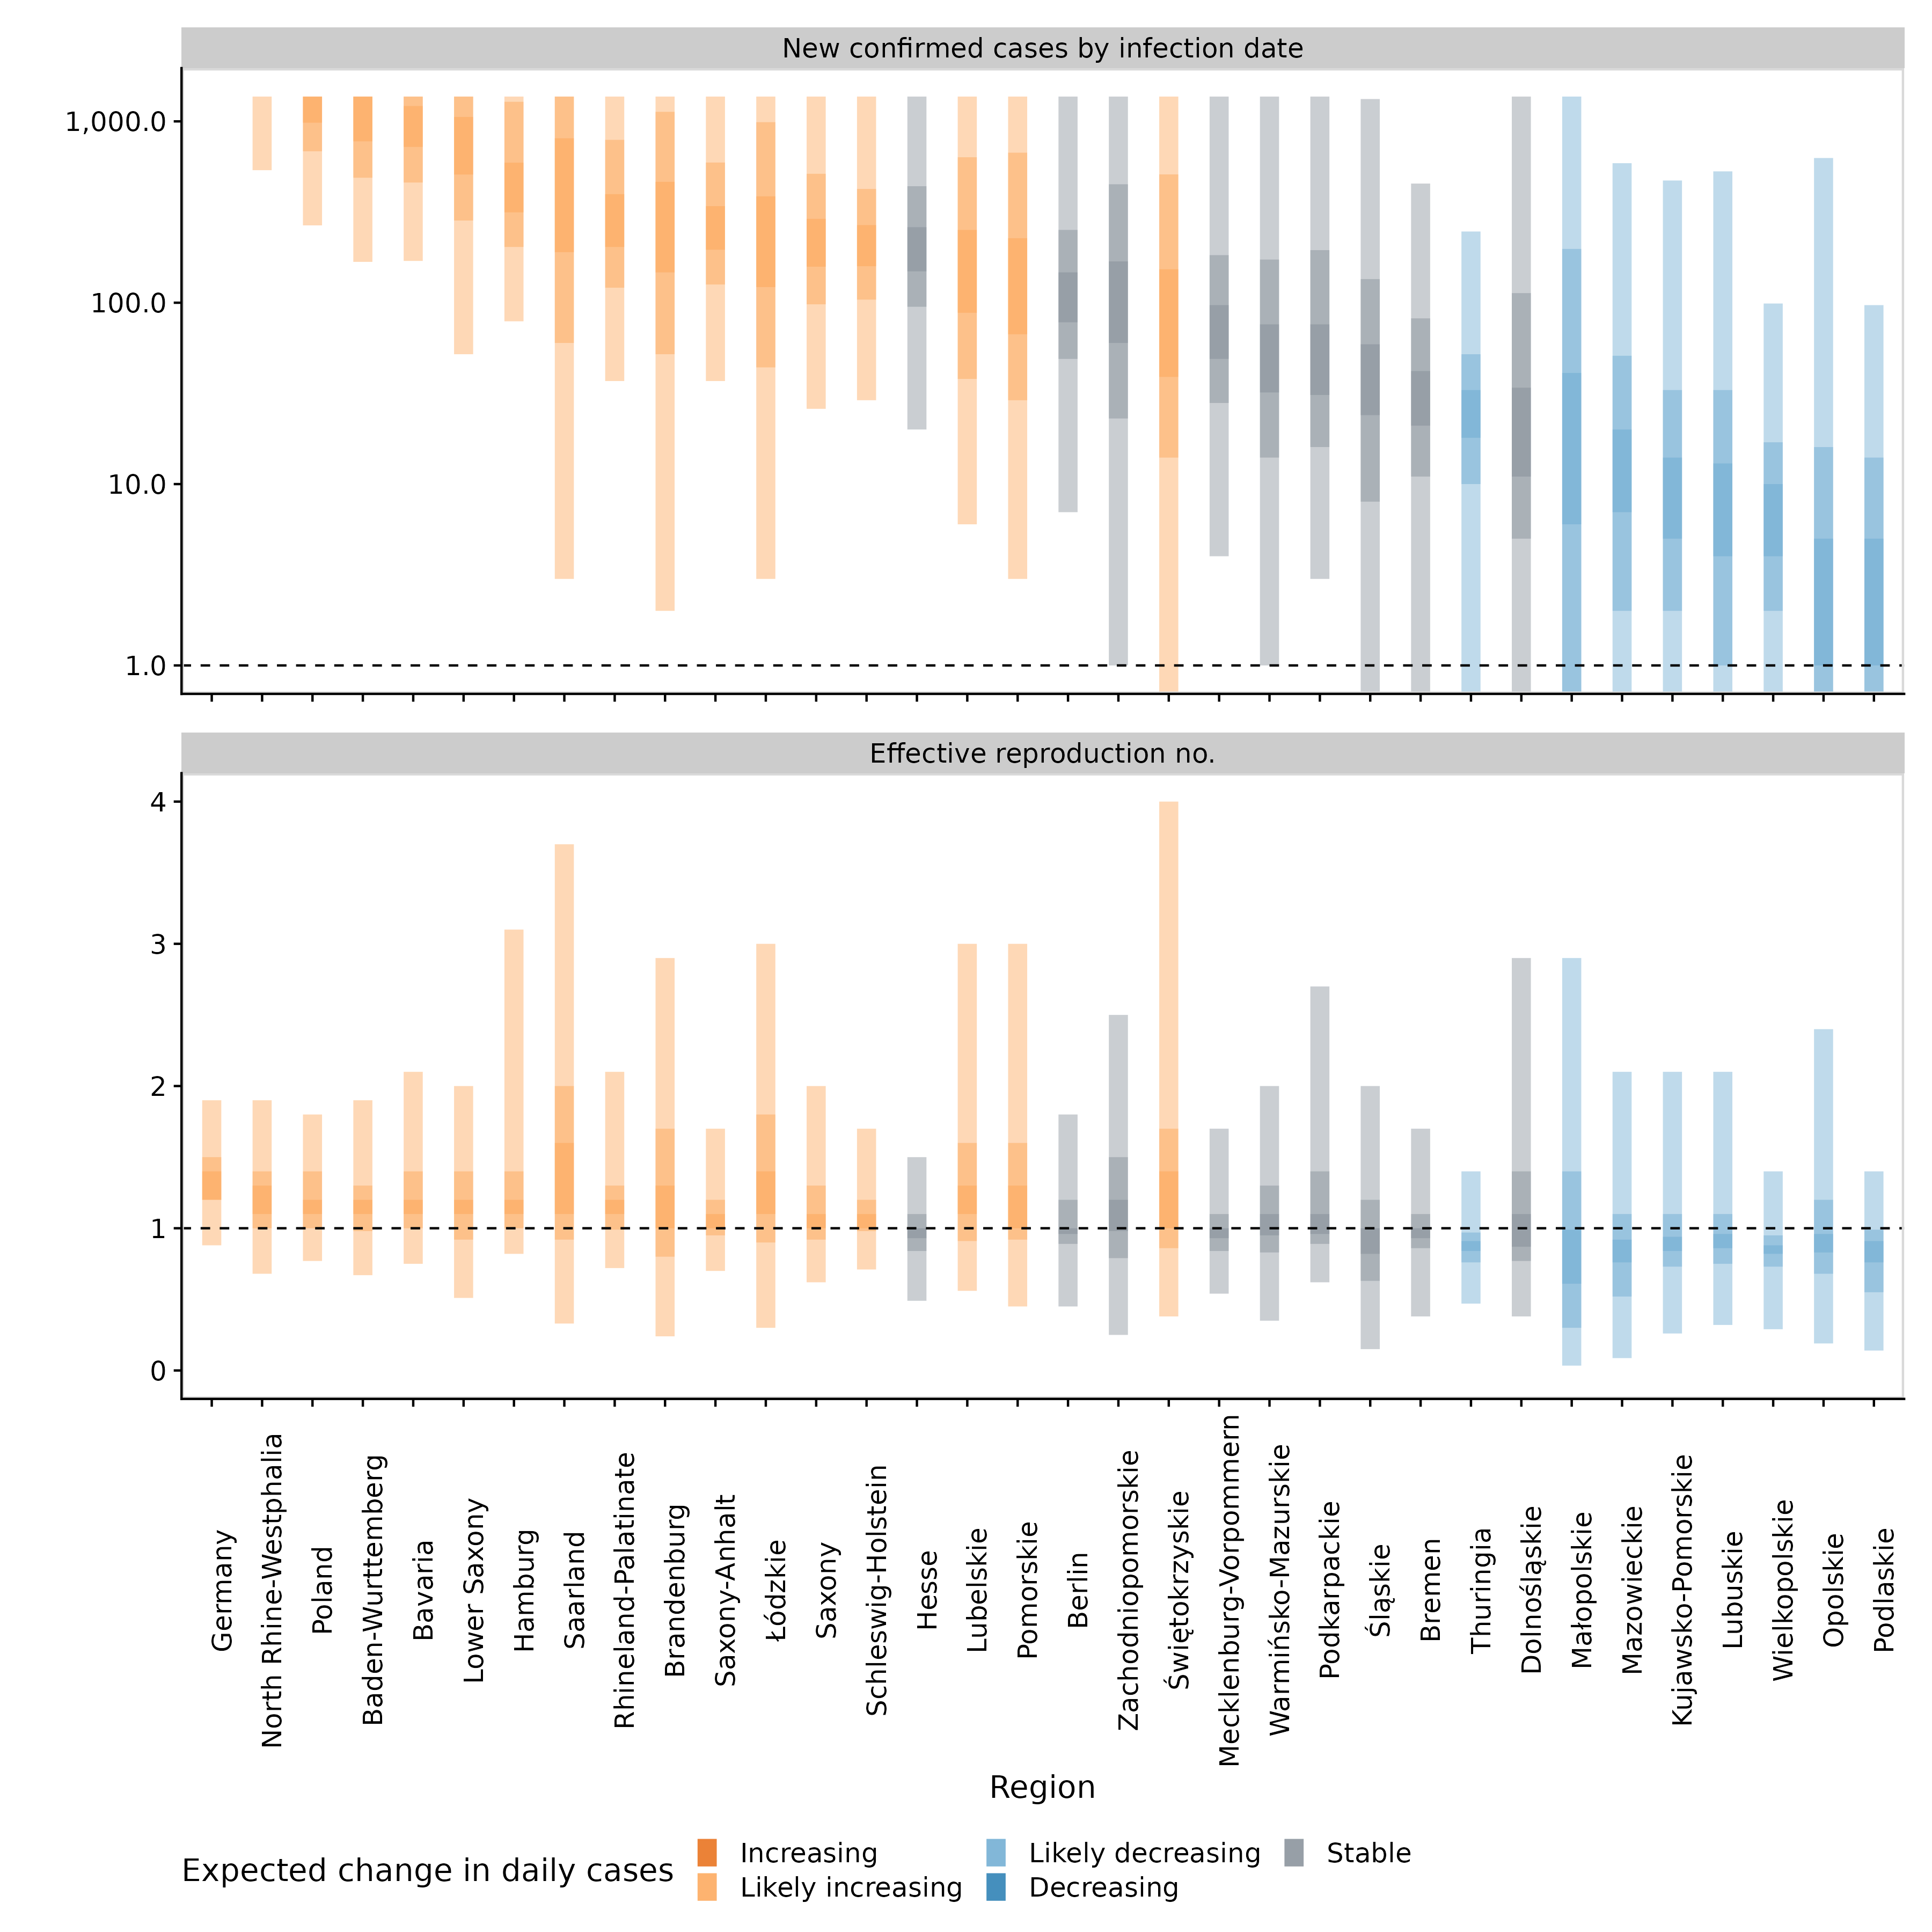 New confirmed cases by infection date
1,000.0
100.0
10.0
1.0
Effective reproduction no.
4
3
2
1
0
Germany
North Rhine-Westphalia
Poland
Baden-Wurttemberg
Bavaria
Lower Saxony
Hamburg
Saarland
Rhineland-Palatinate
Brandenburg
Saxony-Anhalt
Łódzkie
Saxony
Schleswig-Holstein
Hesse
Lubelskie
Pomorskie
Berlin
Zachodniopomorskie
Świętokrzyskie
Mecklenburg-Vorpommern
Warmińsko-Mazurskie
Podkarpackie
Śląskie
Bremen
Thuringia
Dolnośląskie
Małopolskie
Mazowieckie
Kujawsko-Pomorskie
Lubuskie
Wielkopolskie
Opolskie
Podlaskie
Region
Expected change in daily cases
Increasing
Likely increasing
Likely decreasing
Decreasing
Stable